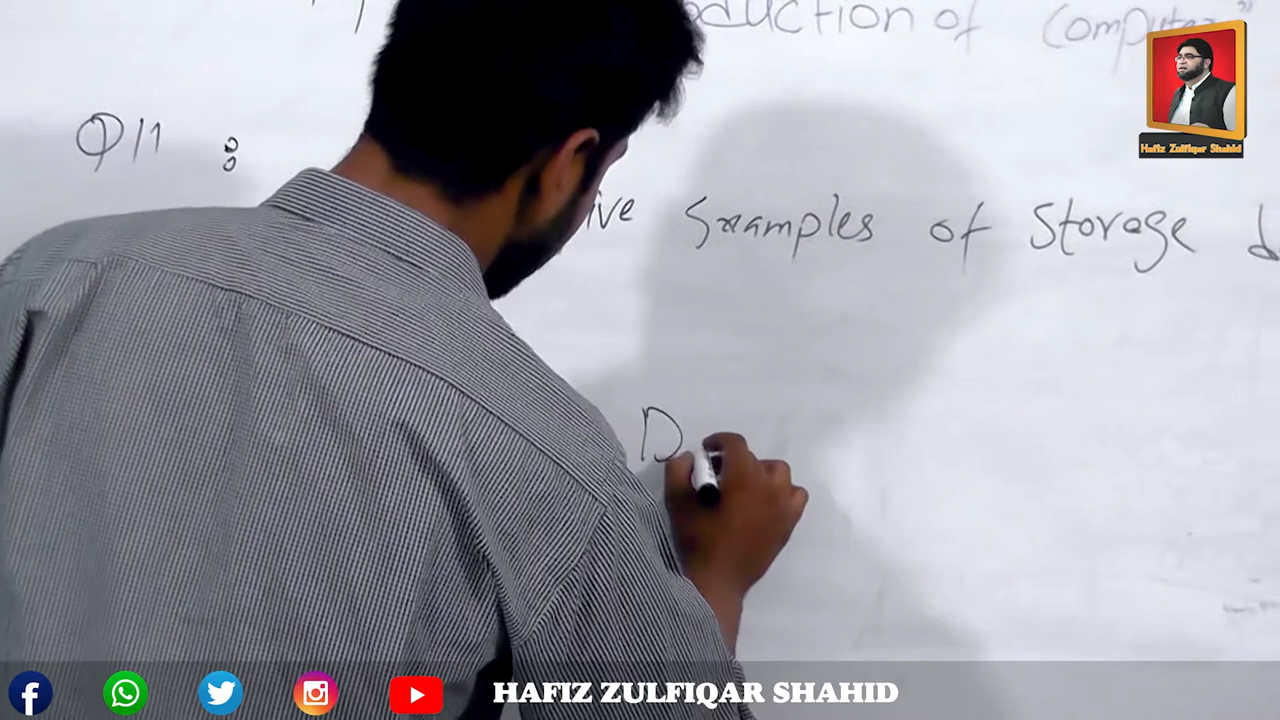 oduction of Computer"
Hafiz Zulfiqar Shahid
Q11 :
ive Examples of Storage d
D
HAFIZ ZULFIQAR SHAHID